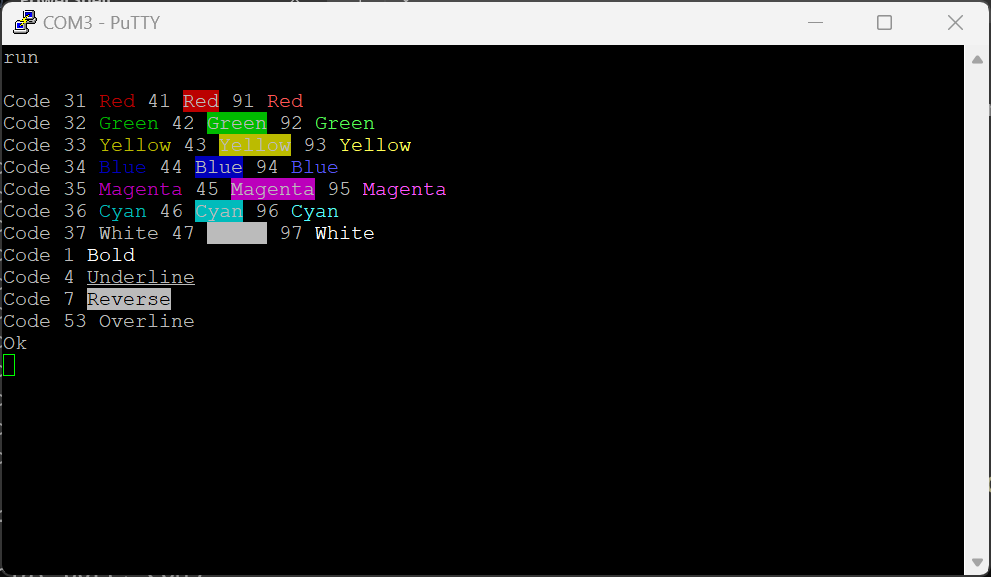 COM3 - PuTTY
run
Code 31 Red 41 Red 91 Red
Code 32 Green 42 Green 92 Green
Code 33 Yellow 43 Yellow 93 Yellow
Code 34 Blue 44 Blue 94 Blue
Code 35 Magenta 45 Magenta 95 Magenta
Code 36 Cyan 46 Cyan 96 Cyan
Code 37 White 47 97 White
Code 1 Bold
Code 4 Underline
Code 7 Reverse
Code 53 Overline
Ok